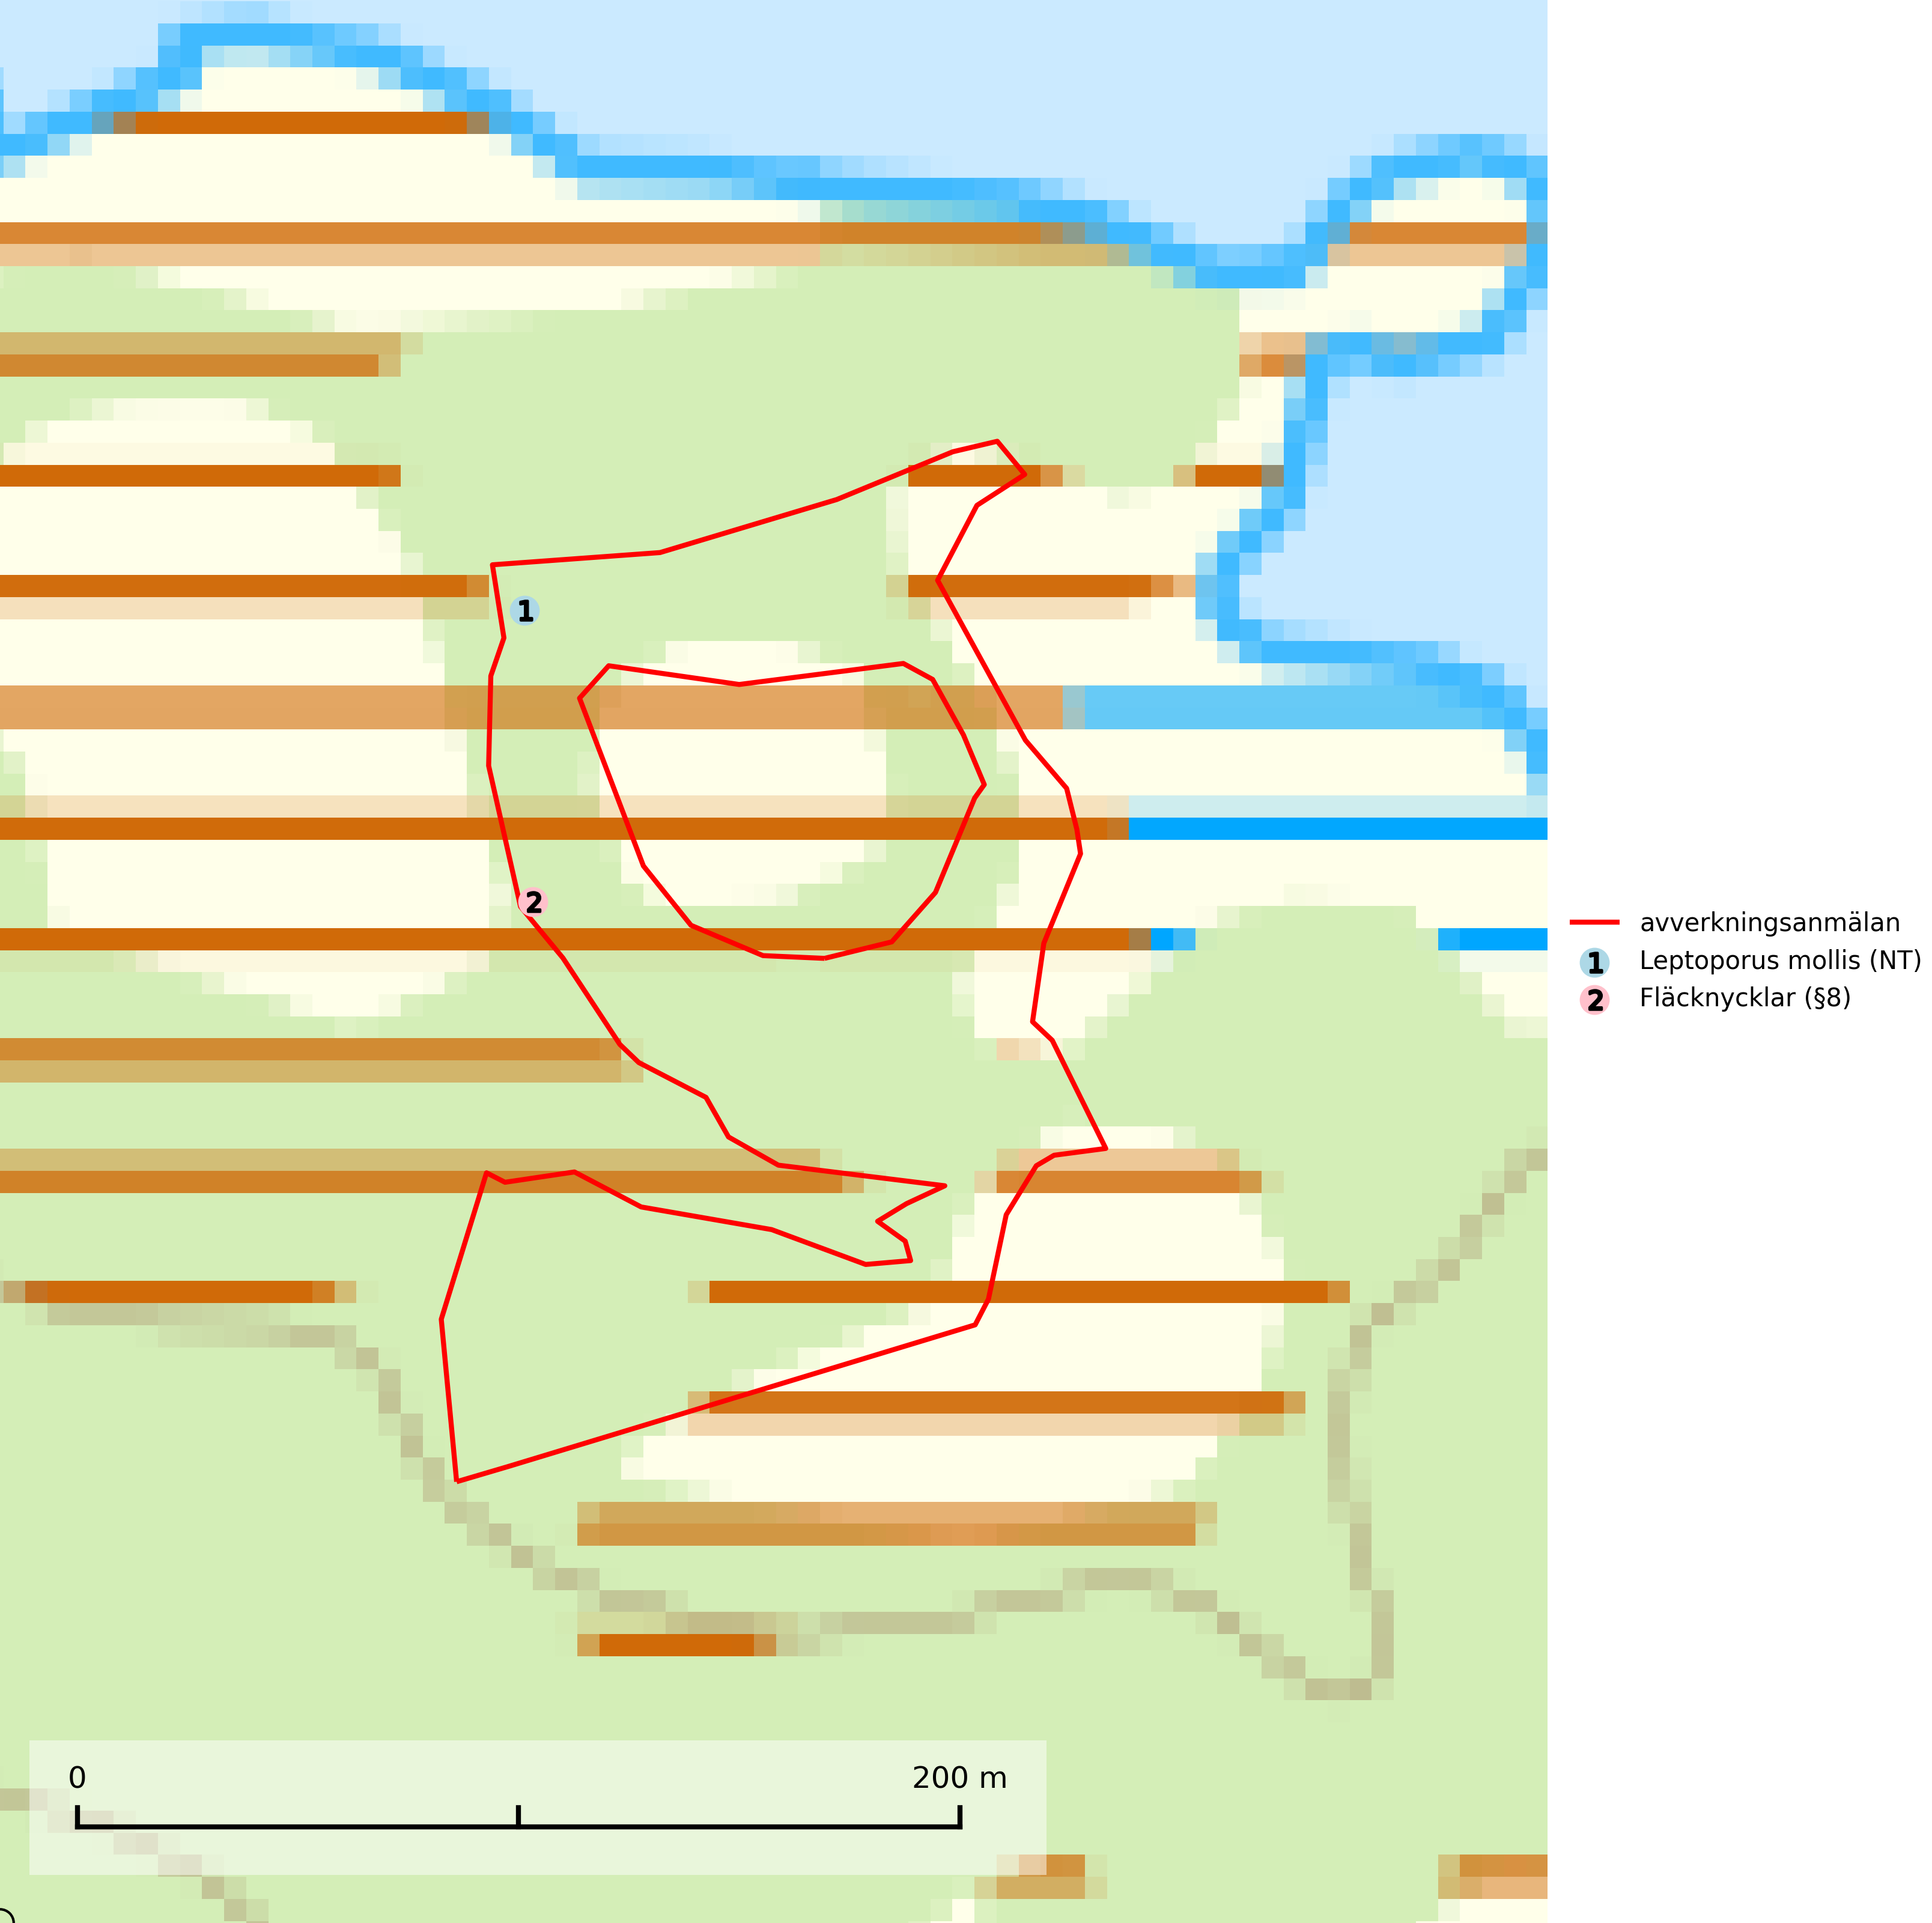 1
2
avverkningsanmälan
1 Leptoporus mollis (NT)
2 Fläcknycklar (§8)
0 200 m